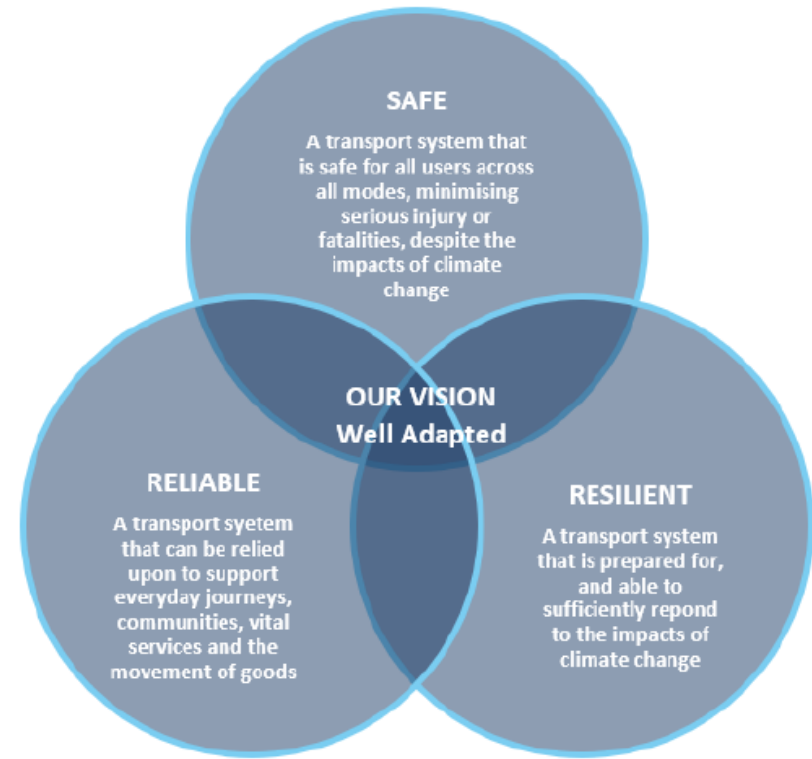 SAFE
A transport system that
is safe for all users across
all modes, minimising
serious injury or
fatalities, despite the
impacts of climate
change
OUR VISION
Well Adapted
RELIABLE
A transport syetem
that can be relied
upon to support
everyday journeys,
communities, vital
services and the
movement of goods
RESILIENT
A transport system
that is prepared for,
and able to
sufficiently repond
to the impacts of
climate change